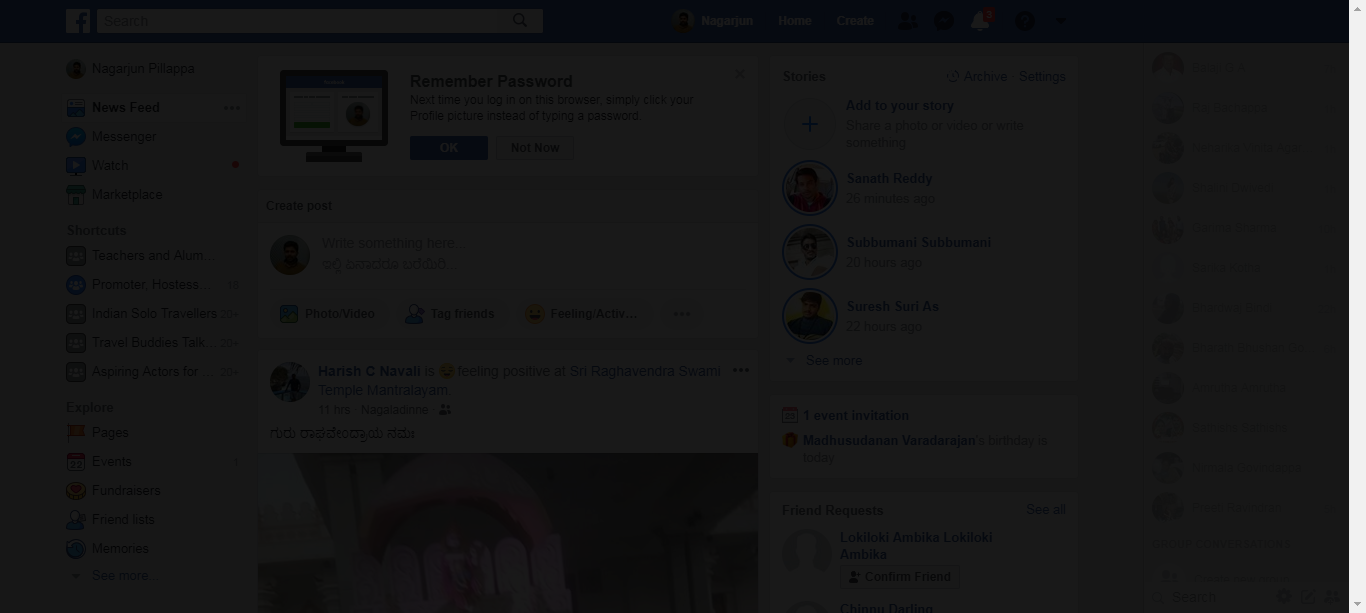 Search
Nagarjun
Home
Create
Nagarjun Pillappa
News Feed
Messenger
Watch
Marketplace
Shortcuts
Teachers and Alum ...
Promoter, Hostess...
Indian Solo Travellers 20+
Travel Buddies Talk... 20+
Aspiring Actors for... 20+
Explore
Pages
Events
Fundraisers
Friend lists
Memories
See more
Remember Password
Next time you log in on this browser, simply click your
Profile picture instead of typing a password.
OK
Not Now
Create post
Write something here...
ಇಲ್ಲಿ ಏನಾದರೂ ಬರೆಯಿರಿ...
Photo/Video
Tag friends
Feeling/Activ...
Harish C Navali is feeling positive at Sri Raghavendra Swami
Temple Mantralayam
11 hrs · Nagaladinne ·
ಗುರು ರಾಘವೇಂದ್ರಾಯ ನಮಃ
Stories
Archive
Settings
Add to your story
Share a photo or video or write
something
Sanath Reddy
26 minutes ago
Subbumani Subbumani
20 hours ago
Suresh Suri As
22 hours ago
See more
1 event invitation
Madhusudanan Varadarajan's birthday is
today
Friend Requests
See all
Lokiloki Ambika Lokiloki
Ambika
Confirm Friend
Chinnu Darling
Search